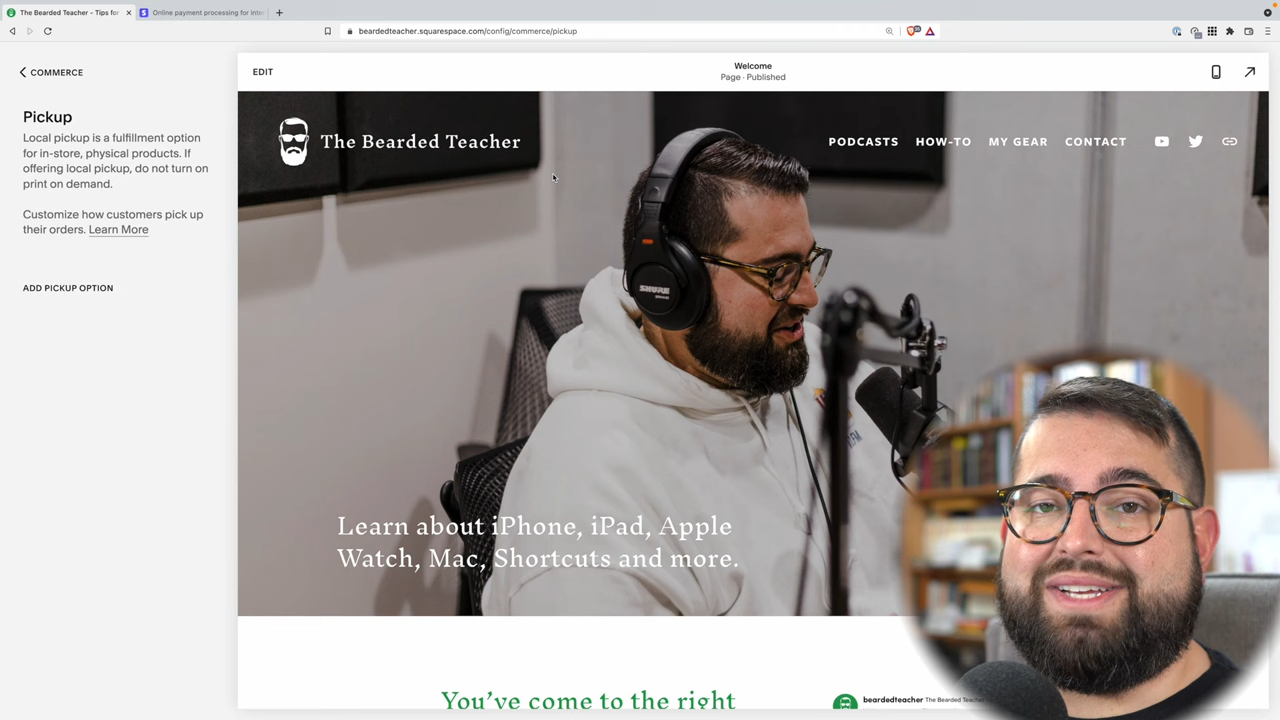 The Bearded Teacher – Tips for
Online payment processing for inte
beardedteacher.squarespace.com/config/commerce/pickup
COMMERCE
Pickup
Local pickup is a fulfillment option
for in-store, physical products. If
offering local pickup, do not turn on
print on demand.
Customize how customers pick up
their orders. Learn More
ADD PICKUP OPTION
EDIT
Welcome
Page · Published
The Bearded Teacher
PODCASTS HOW-TO MY GEAR CONTACT
SHURE
Learn about iPhone, iPad, Apple
Watch, Mac, Shortcuts and more.
You’ve come to the right
beardedteacher The Bearded Teacher